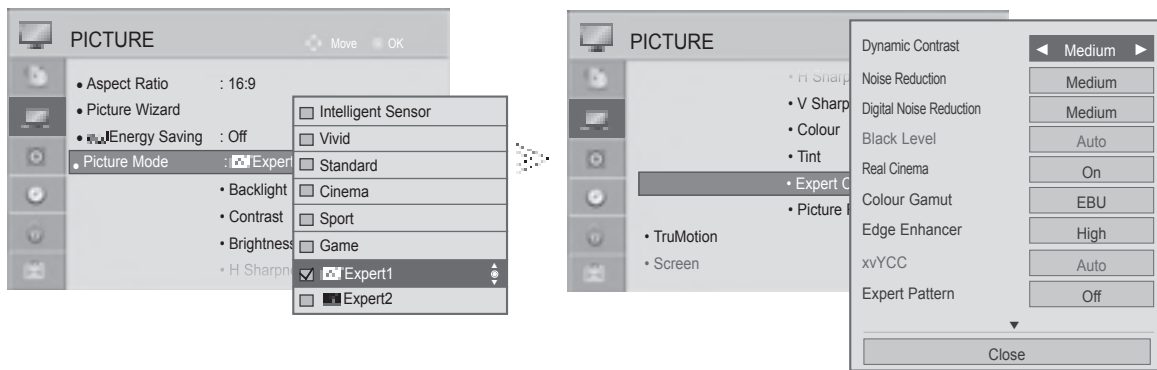 PICTURE
Move OK
• Aspect Ratio : 16:9
• Picture Wizard
• Energy Saving : Off
• Picture Mode : Expert
• Backlight
• Contrast
• Brightness
• H Sharpn
Intelligent Sensor
Vivid
Standard
Cinema
Sport
Game
Expert1
Expert2
PICTURE
• H Sharp
• V Sharp
• Colour
• Tint
• Expert C
• Picture
• TruMotion
• Screen
Dynamic Contrast ◀ Medium ▶
Noise Reduction Medium
Digital Noise Reduction Medium
Black Level Auto
Real Cinema On
Colour Gamut EBU
Edge Enhancer High
xvYCC Auto
Expert Pattern Off
▼
Close